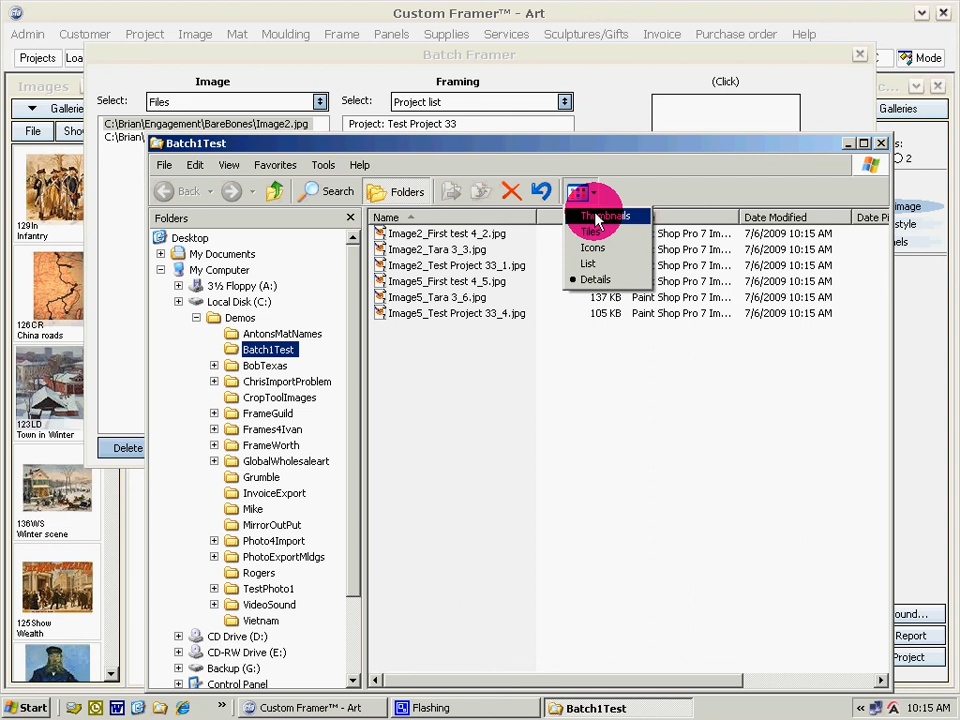 Custom Framer™ - Art
Admin Customer Project Image Mat Moulding Frame Panels Supplies Services Sculptures/Gifts Invoice Purchase order Help
Projects Loa Batch Framer Mode
Images Galleries
Image Framing (Click)
Select: Files Select: Project list
File Sho
C:\Brian\Engagement\BareBones\Image2.jpg Project: Test Project 33
C:\Brian\
Batch1Test
File Edit View Favorites Tools Help
Back Search Folders
Folders Name Date Modified Date Pi
Thumbnails
Tiles
Icons
List
Details
Desktop
My Documents
My Computer
3½ Floppy (A:)
Local Disk (C:)
Demos
AntonsMatNames
Batch1Test
BobTexas
ChrisImportProblem
CropToolImages
FrameGuild
Frames4Ivan
FrameWorth
GlobalWholesaleart
Grumble
InvoiceExport
Mike
MirrorOutPut
Photo4Import
PhotoExportMldgs
Rogers
TestPhoto1
VideoSound
Vietnam
CD Drive (D:)
CD-RW Drive (E:)
Backup (G:)
Control Panel
Image2_First test 4_2.jpg Shop Pro 7 Im... 7/6/2009 10:15 AM
Image2_Tara 3_3.jpg Shop Pro 7 Im... 7/6/2009 10:15 AM
Image2_Test Project 33_1.jpg Shop Pro 7 Im... 7/6/2009 10:15 AM
Image5_First test 4_5.jpg Shop Pro 7 Im... 7/6/2009 10:15 AM
Image5_Tara 3_6.jpg 137 KB Paint Shop Pro 7 Im... 7/6/2009 10:15 AM
Image5_Test Project 33_4.jpg 105 KB Paint Shop Pro 7 Im... 7/6/2009 10:15 AM
129In
Infantry
126CR
China roads
123LD
Town in Winter
136WS
Winter scene
125Show
Wealth
Delete
Galleries
2
image
style
nels
ound...
Report
Project
Start Custom Framer™ - Art Flashing Batch1Test 10:15 AM